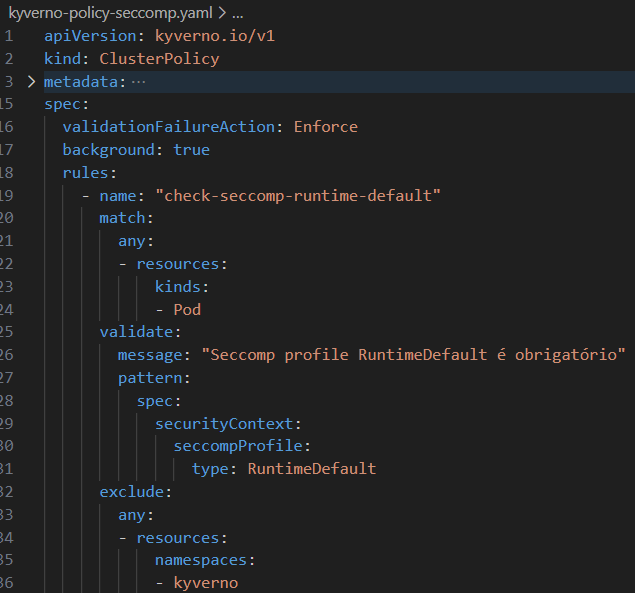 kyverno-policy-seccomp.yaml > ...
1 apiVersion: kyverno.io/v1
2 kind: ClusterPolicy
3 > metadata: ...
15 spec:
16   validationFailureAction: Enforce
17   background: true
18   rules:
19     - name: "check-seccomp-runtime-default"
20       match:
21         any:
22         - resources:
23             kinds:
24             - Pod
25       validate:
26         message: "Seccomp profile RuntimeDefault é obrigatório"
27         pattern:
28           spec:
29             securityContext:
30               seccompProfile:
31                 type: RuntimeDefault
32       exclude:
33         any:
34         - resources:
35             namespaces:
36             - kyverno